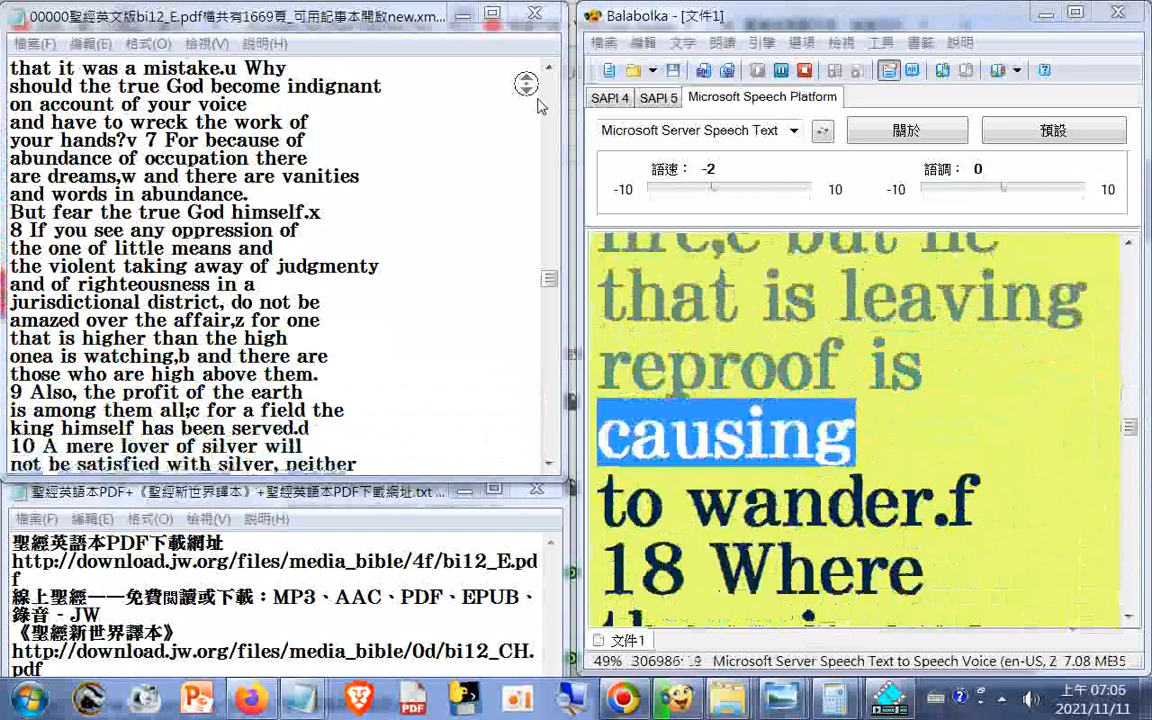 00000聖經英文版bi12_E.pdf檔共有1669頁_可用記事本開啟new.xm...
檔案(F) 編輯(E) 格式(O) 檢視(V) 說明(H)
that it was a mistake.u Why
should the true God become indignant
on account of your voice
and have to wreck the work of
your hands?v 7 For because of
abundance of occupation there
are dreams,w and there are vanities
and words in abundance.
But fear the true God himself.x
8 If you see any oppression of
the one of little means and
the violent taking away of judgmenty
and of righteousness in a
jurisdictional district, do not be
amazed over the affair,z for one
that is higher than the high
onea is watching,b and there are
those who are high above them.
9 Also, the profit of the earth
is among them all;c for a field the
king himself has been served.d
10 A mere lover of silver will
not be satisfied with silver, neither
聖經英語本PDF+《聖經新世界譯本》+聖經英語本PDF下載網址.txt ...
檔案(F) 編輯(E) 格式(O) 檢視(V) 說明(H)
聖經英語本PDF下載網址
http://download.jw.org/files/media_bible/4f/bi12_E.pd
f
線上聖經——免費閱讀或下載：MP3、AAC、PDF、EPUB、
錄音 - JW
《聖經新世界譯本》
http://download.jw.org/files/media_bible/0d/bi12_CH.
pdf
Balabolka - [文件1]
檔案 編輯 文字 朗讀 引擎 選項 檢視 工具 書籤 說明
SAPI 4 SAPI 5 Microsoft Speech Platform
Microsoft Server Speech Text 關於 預設
語速： -2 語調： 0
-10 10 -10 10
that is leaving
reproof is
causing
to wander.f
18 Where
文件1
49% Microsoft Server Speech Text to Speech Voice (en-US, Z 7.08 MB
上午 07:05
2021/11/11